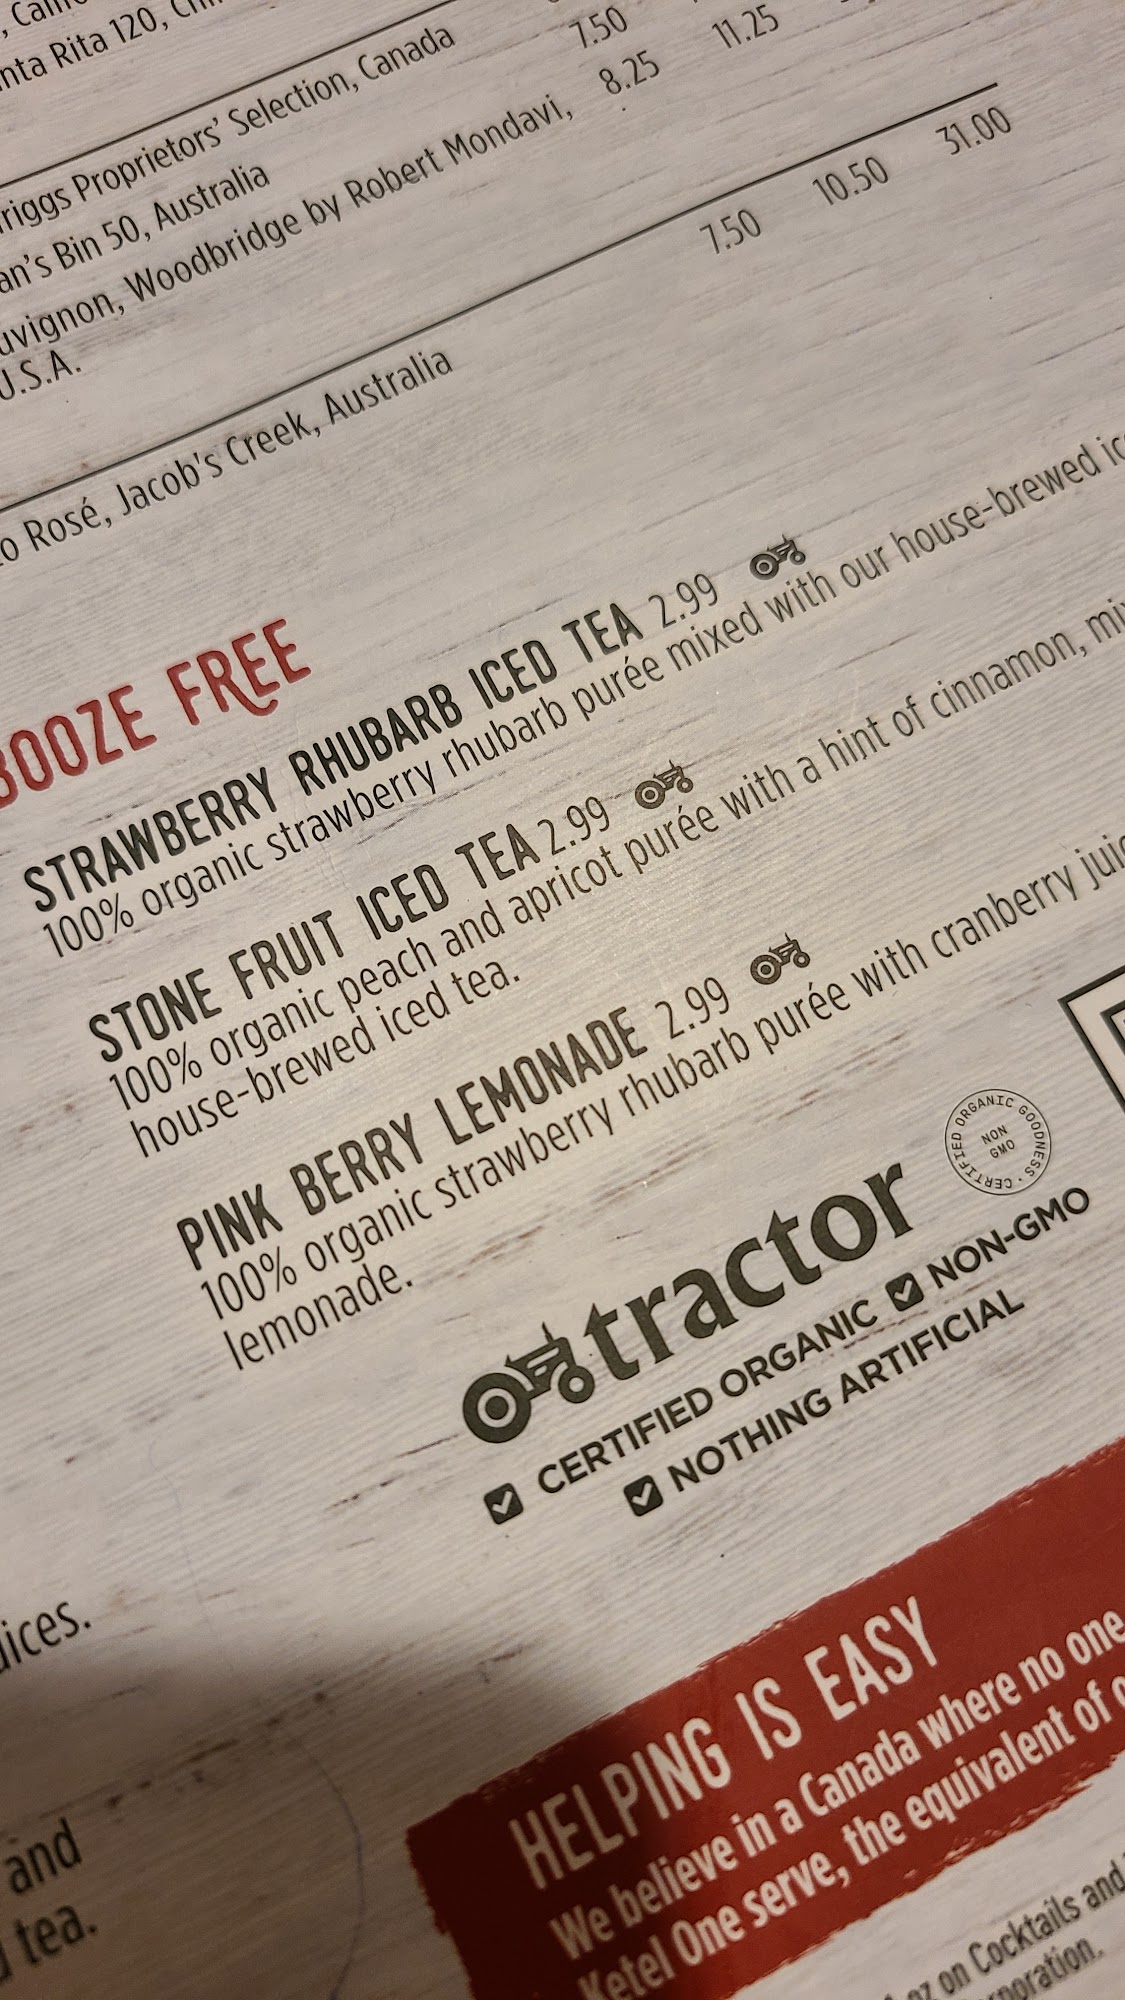 nta Rita 120,
riggs Proprietors' Selection, Canada 7.50 11.25
an's Bin 50, Australia 8.25
uvignon, Woodbridge by Robert Mondavi,
U.S.A.
o Rosé, Jacob's Creek, Australia 7.50 10.50 31.00
BOOZE FREE
STRAWBERRY RHUBARB ICED TEA 2.99
100% organic strawberry rhubarb purée mixed with our house-brewed ic
STONE FRUIT ICED TEA 2.99
100% organic peach and apricot purée with a hint of cinnamon, mi
house-brewed iced tea.
PINK BERRY LEMONADE 2.99
100% organic strawberry rhubarb purée with cranberry juic
lemonade.
CERTIFIED ORGANIC GOODNESS
NON
GMO
tractor
CERTIFIED ORGANIC NON-GMO
NOTHING ARTIFICIAL
ices.
and
tea.
HELPING IS EASY
We believe in a Canada where no one
Ketel One serve, the equivalent of o
oz on Cocktails and
rporation.